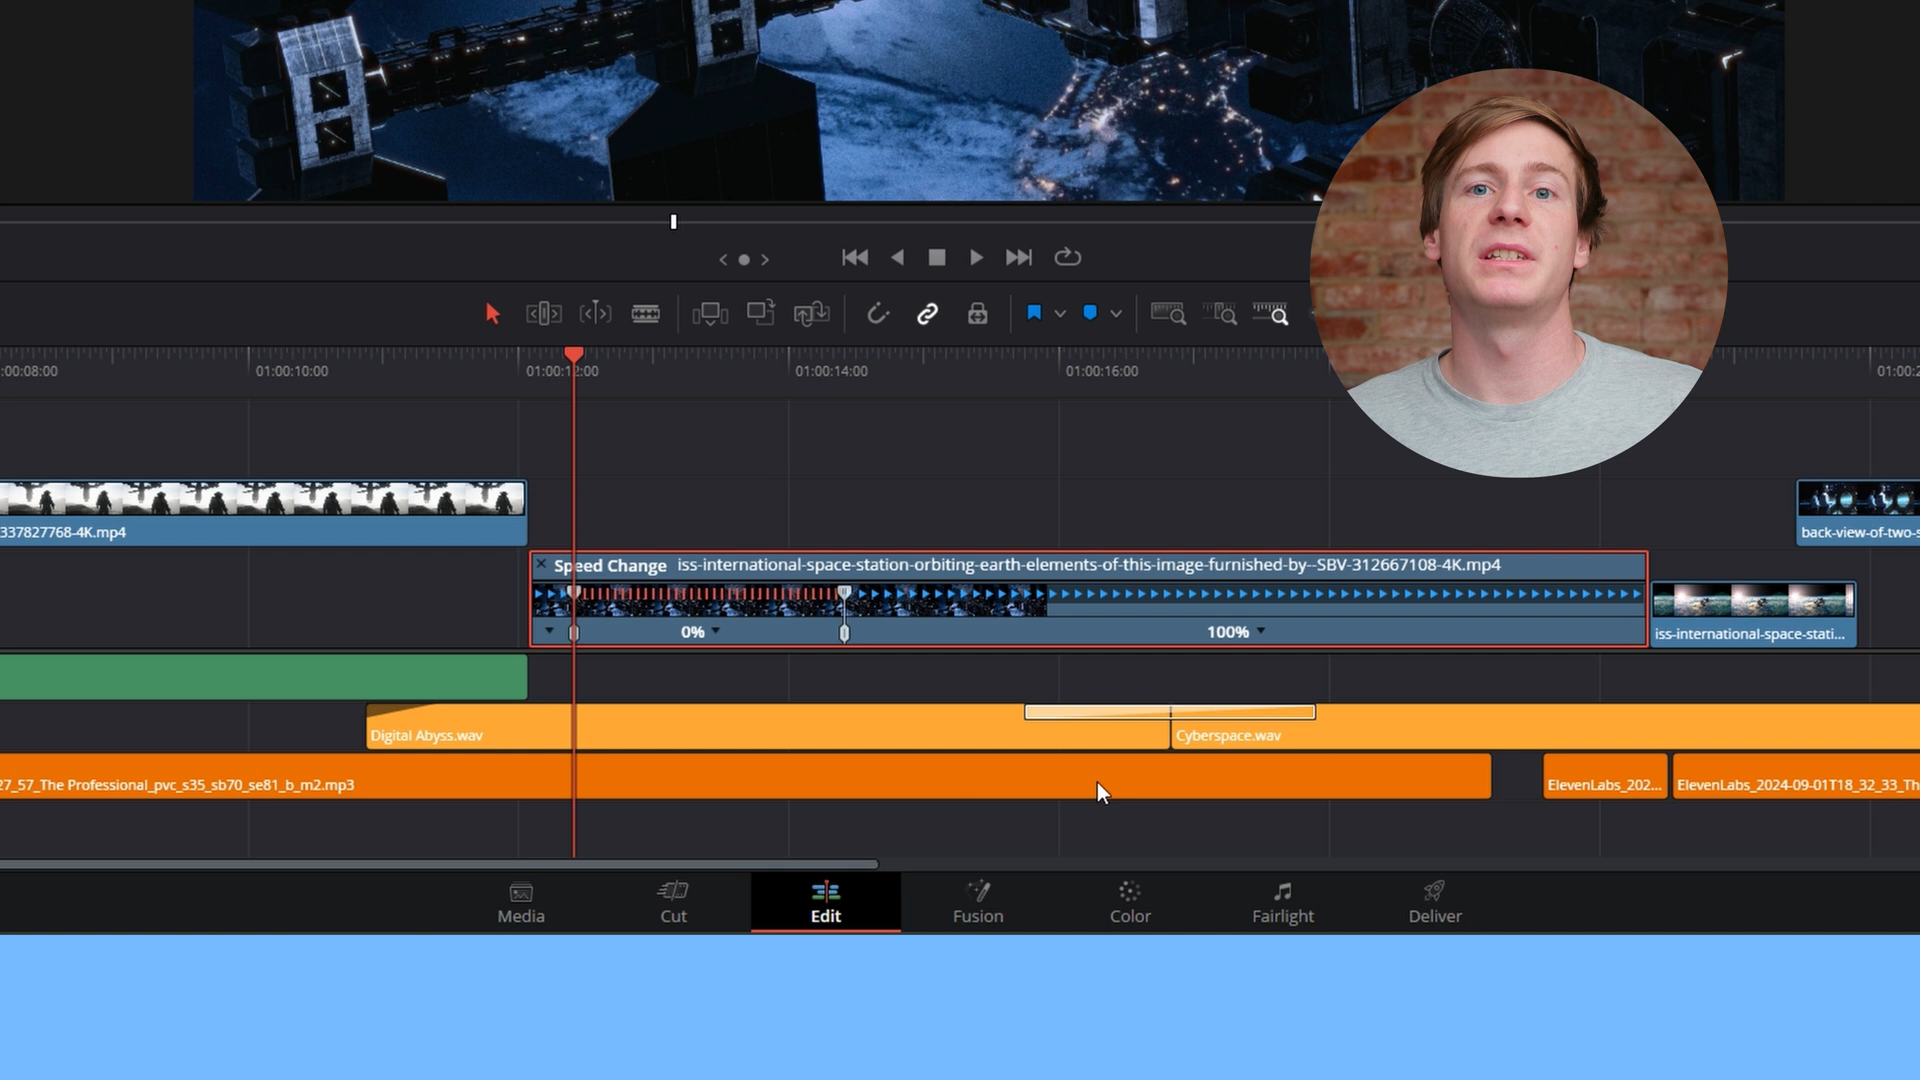 :00:08:00
01:00:10:00
01:00:12:00
01:00:14:00
01:00:16:00
01:00:2
337827768-4K.mp4
back-view-of-two-s
Speed Change iss-international-space-station-orbiting-earth-elements-of-this-image-furnished-by--SBV-312667108-4K.mp4
0%
100%
iss-international-space-stati...
Digital Abyss.wav
Cyberspace.wav
27_57_The Professional_pvc_s35_sb70_se81_b_m2.mp3
ElevenLabs_202...
ElevenLabs_2024-09-01T18_32_33_Th
Media
Cut
Edit
Fusion
Color
Fairlight
Deliver